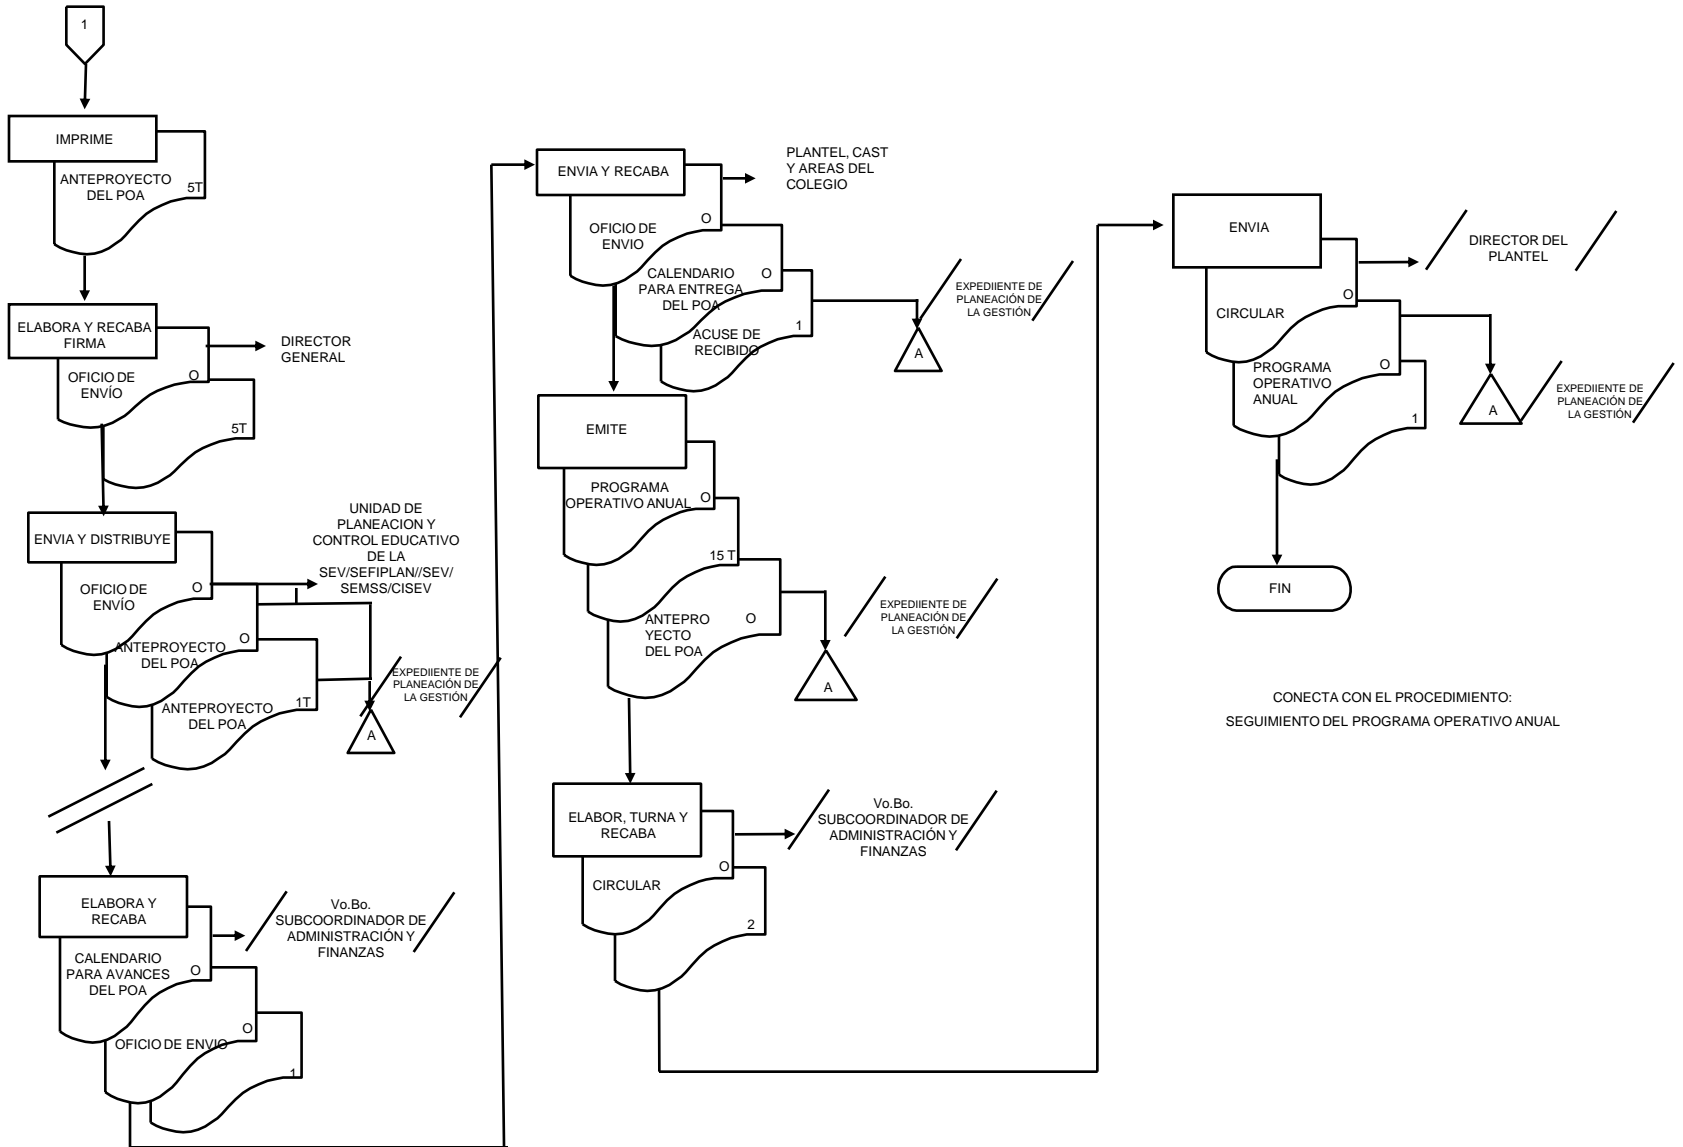 1
IMPRIME
ANTEPROYECTO
DEL POA
5T
ELABORA Y RECABA
FIRMA
DIRECTOR
GENERAL
OFICIO DE
ENVÍO
O
5T
ENVIA Y DISTRIBUYE
UNIDAD DE
PLANEACION Y
CONTROL EDUCATIVO
DE LA
SEV/SEFIPLAN//SEV/
SEMSS/CISEV
OFICIO DE
ENVÍO
O
ANTEPROYECTO
DEL POA
O
ANTEPROYECTO
DEL POA
1T
EXPEDIIENTE DE
PLANEACIÓN DE
LA GESTIÓN
A
ELABORA Y
RECABA
Vo.Bo.
SUBCOORDINADOR DE
ADMINISTRACIÓN Y
FINANZAS
CALENDARIO
PARA AVANCES
DEL POA
O
OFICIO DE ENVIO
O
1
ENVIA Y RECABA
PLANTEL, CAST
Y AREAS DEL
COLEGIO
OFICIO DE
ENVIO
O
CALENDARIO
PARA ENTREGA
DEL POA
O
ACUSE DE
RECIBIDO
1
EXPEDIIENTE DE
PLANEACIÓN DE
LA GESTIÓN
A
EMITE
PROGRAMA
OPERATIVO ANUAL
O
15 T
ANTEPRO
YECTO
DEL POA
O
EXPEDIIENTE DE
PLANEACIÓN DE
LA GESTIÓN
A
ELABOR, TURNA Y
RECABA
Vo.Bo.
SUBCOORDINADOR DE
ADMINISTRACIÓN Y
FINANZAS
CIRCULAR
O
2
ENVIA
DIRECTOR DEL
PLANTEL
CIRCULAR
O
PROGRAMA
OPERATIVO
ANUAL
O
1
EXPEDIIENTE DE
PLANEACIÓN DE
LA GESTIÓN
A
FIN
CONECTA CON EL PROCEDIMIENTO:
SEGUIMIENTO DEL PROGRAMA OPERATIVO ANUAL